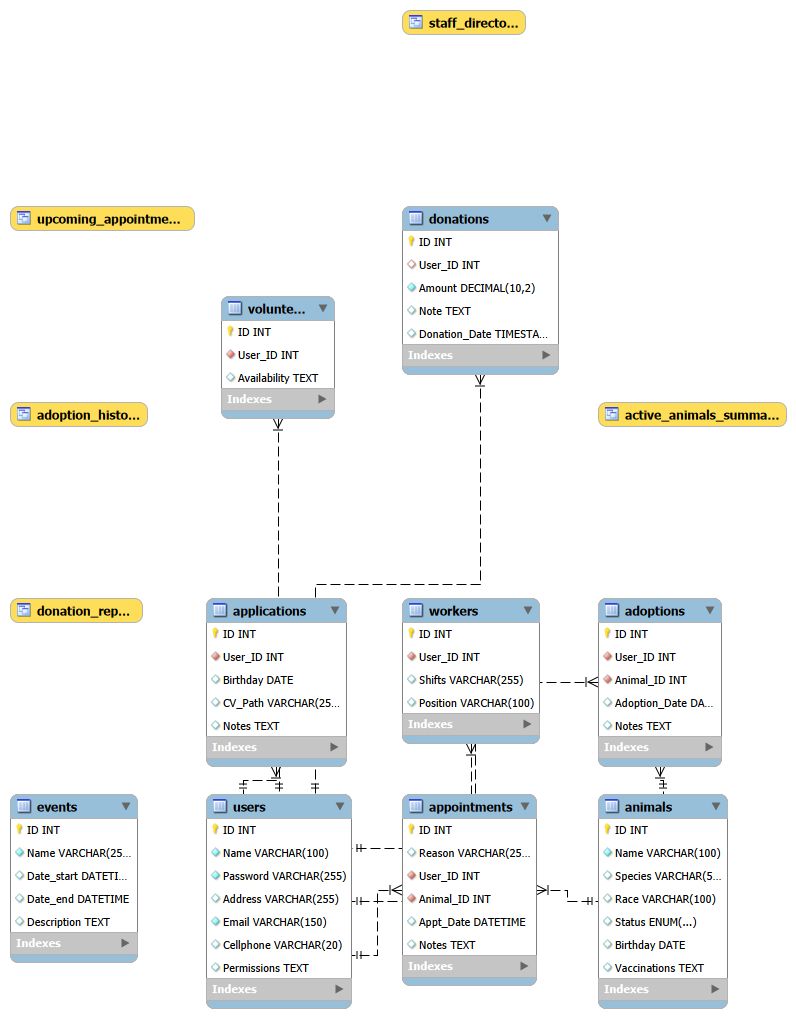 staff_directo...
upcoming_appointme...
donations
ID INT
User_ID INT
Amount DECIMAL(10,2)
Note TEXT
Donation_Date TIMESTA...
Indexes
volunte...
ID INT
User_ID INT
Availability TEXT
Indexes
adoption_histo...
active_animals_summa...
donation_rep...
applications
ID INT
User_ID INT
Birthday DATE
CV_Path VARCHAR(25...
Notes TEXT
Indexes
workers
ID INT
User_ID INT
Shifts VARCHAR(255)
Position VARCHAR(100)
Indexes
adoptions
ID INT
User_ID INT
Animal_ID INT
Adoption_Date DA...
Notes TEXT
Indexes
events
ID INT
Name VARCHAR(25...
Date_start DATETI...
Date_end DATETIME
Description TEXT
Indexes
users
ID INT
Name VARCHAR(100)
Password VARCHAR(255)
Address VARCHAR(255)
Email VARCHAR(150)
Cellphone VARCHAR(20)
Permissions TEXT
Indexes
appointments
ID INT
Reason VARCHAR(25...
User_ID INT
Animal_ID INT
Appt_Date DATETIME
Notes TEXT
Indexes
animals
ID INT
Name VARCHAR(100)
Species VARCHAR(5...
Race VARCHAR(100)
Status ENUM(...)
Birthday DATE
Vaccinations TEXT
Indexes